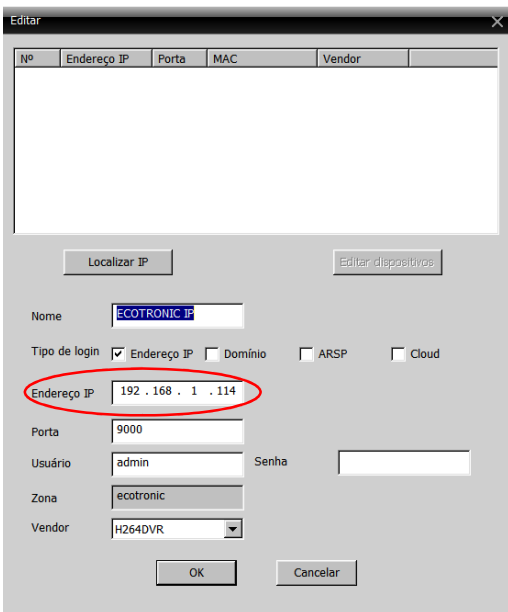 Editar
Nº Endereço IP Porta MAC Vendor
Localizar IP Editar dispositivos
Nome ECOTRONIC IP
Tipo de login Endereço IP Domínio ARSP Cloud
Endereço IP 192 . 168 . 1 . 114
Porta 9000
Usuário admin Senha
Zona ecotronic
Vendor H264DVR
OK Cancelar